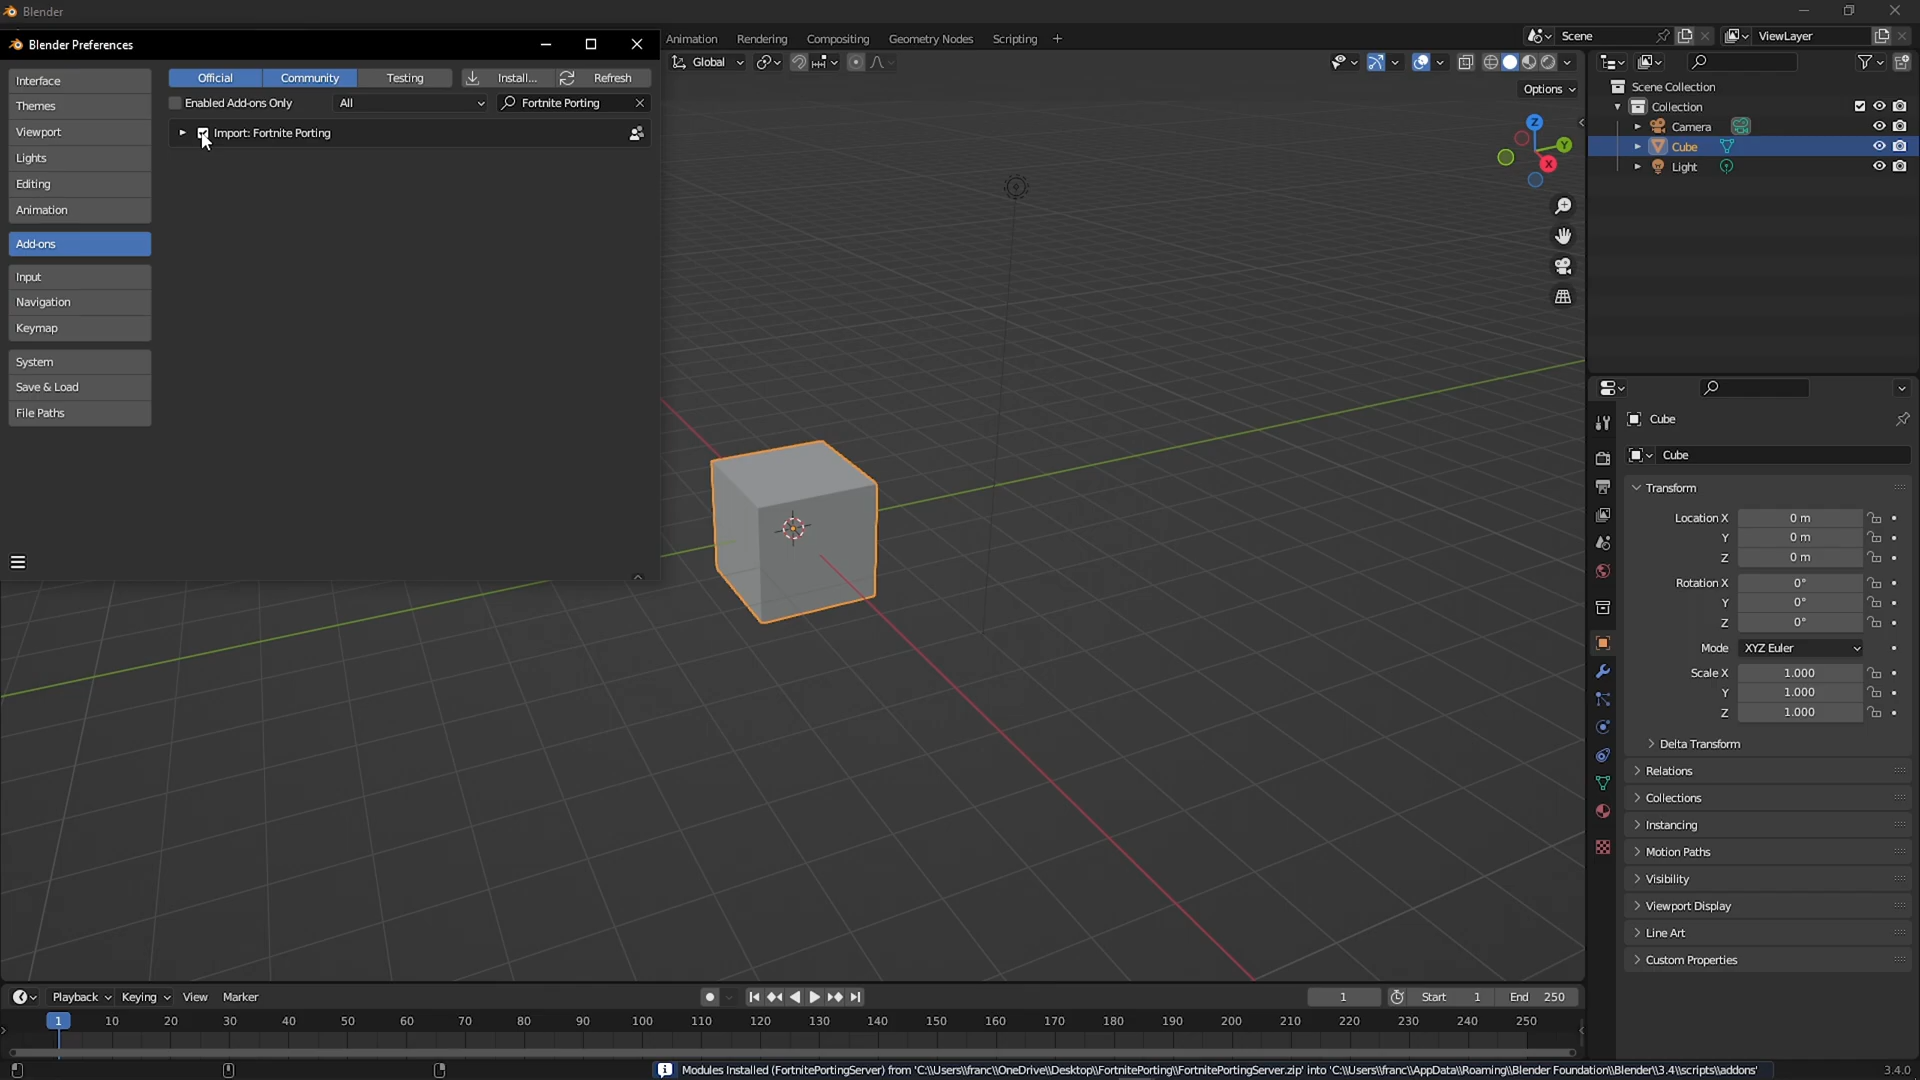 Blender
Blender Preferences
Animation
Rendering
Compositing
Geometry Nodes
Scripting
Scene
ViewLayer
Interface
Themes
Viewport
Lights
Editing
Animation
Add-ons
Input
Navigation
Keymap
System
Save & Load
File Paths
Official
Community
Testing
Install...
Refresh
Enabled Add-ons Only
All
Fortnite Porting
Import: Fortnite Porting
Global
Options
Z
Y
X
Scene Collection
Collection
Camera
Cube
Light
Cube
Cube
Transform
Location X 0 m
Y 0 m
Z 0 m
Rotation X 0°
Y 0°
Z 0°
Mode XYZ Euler
Scale X 1.000
Y 1.000
Z 1.000
Delta Transform
Relations
Collections
Instancing
Motion Paths
Visibility
Viewport Display
Line Art
Custom Properties
Playback
Keying
View
Marker
1
Start 1
End 250
1 10 20 30 40 50 60 70 80 90 100 110 120 130 140 150 160 170 180 190 200 210 220 230 240 250
Modules Installed (FortnitePortingServer) from 'C:\\Users\\franc\\OneDrive\\Desktop\\FortnitePorting\\FortnitePortingServer.zip' into 'C:\\Users\\franc\\AppData\\Roaming\\Blender Foundation\\Blender\\3.4\\scripts\\addons'
3.4.0